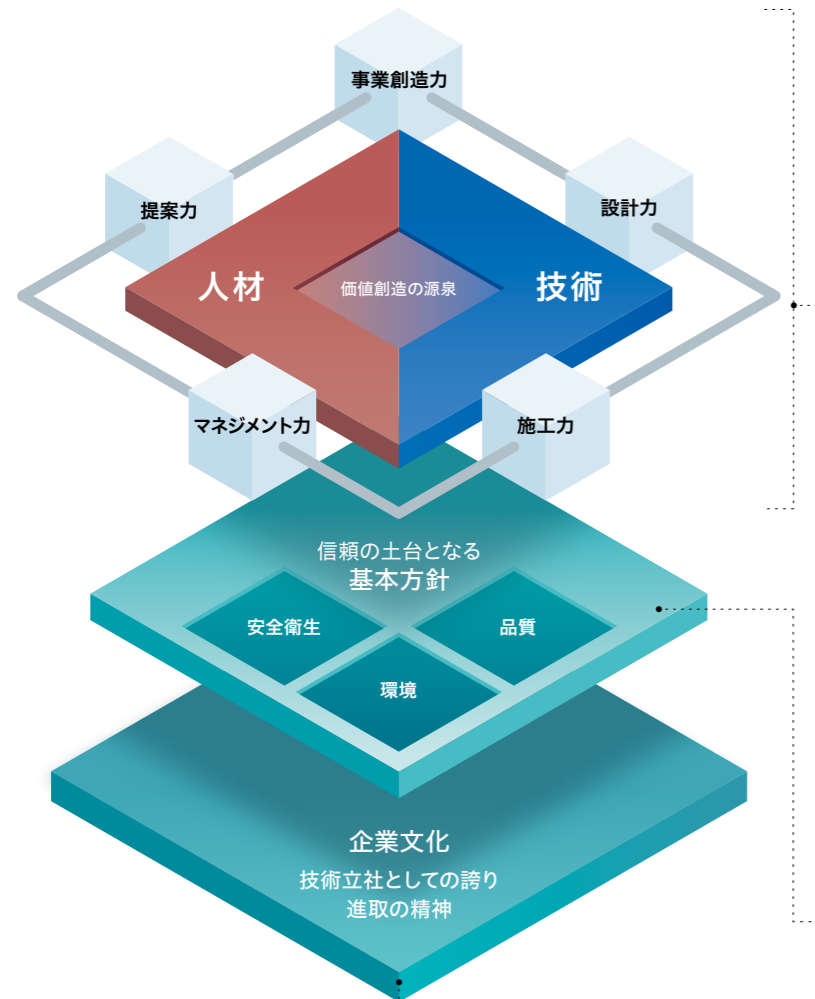 事業創造力
提案力
設計力
人材
価値創造の源泉
技術
マネジメント力
施工力
信頼の土台となる
基本方針
安全衛生
品質
環境
企業文化
技術立社としての誇り
進取の精神